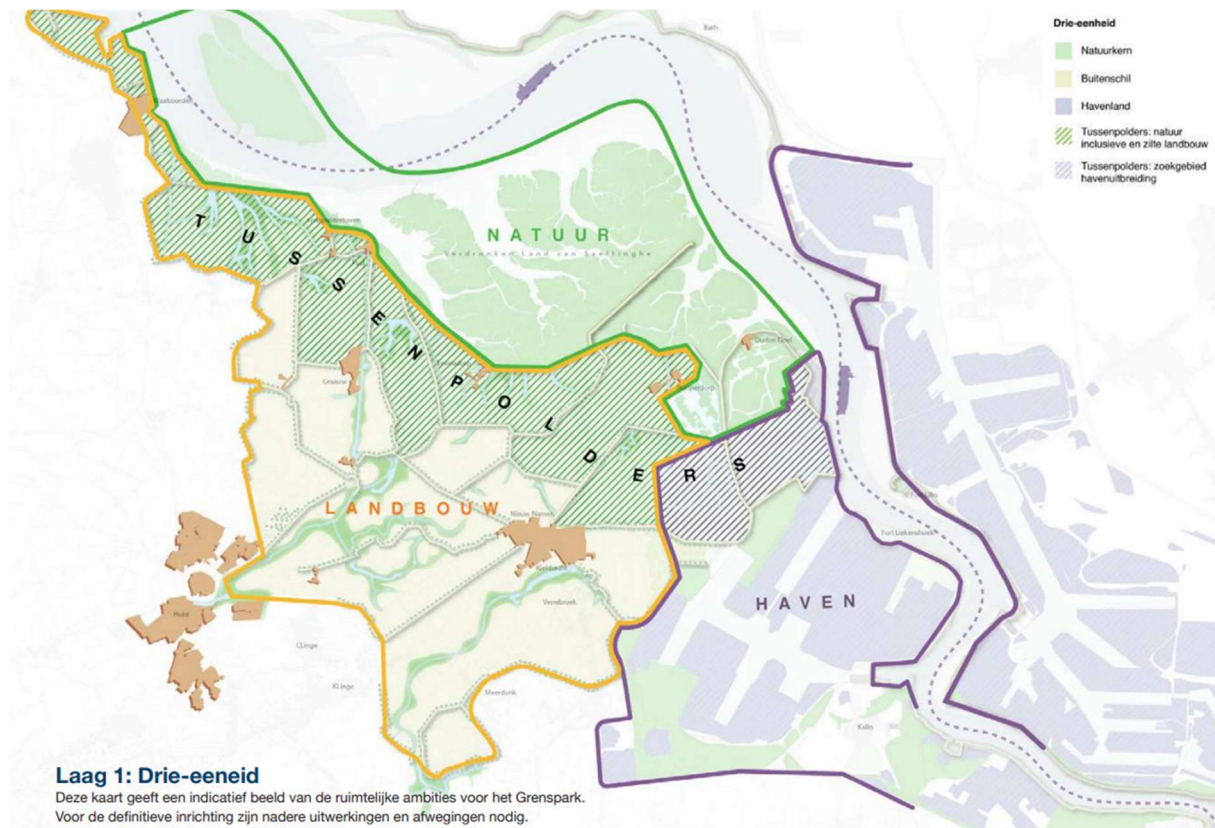 Drie-eenheid
Natuurkern
Buitenschil
Havenland
Tussenpolders: natuur
inclusieve en zilte landbouw
Tussenpolders: zoekgebied
havenuitbreiding
Bath
NATUUR
Verdronken Land van Saeftinghe
TUSSENPOLDERS
Graauw
LANDBOUW
Nieuw Namen
Kieldrecht
Verrebroek
Fort Liefkenshoek
HAVEN
Hulst
Clinge
Meerdonk
Kallo
Laag 1: Drie-eeneid
Deze kaart geeft een indicatief beeld van de ruimtelijke ambities voor het Grenspark.
Voor de definitieve inrichting zijn nadere uitwerkingen en afwegingen nodig.